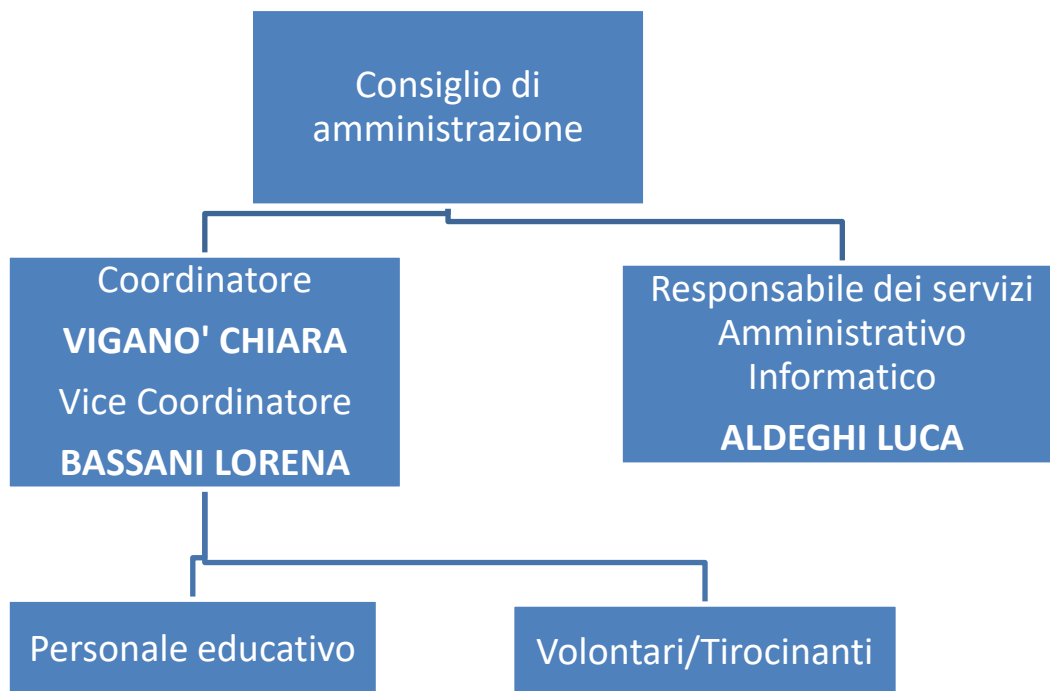 Consiglio di
amministrazione
Coordinatore
VIGANO' CHIARA
Vice Coordinatore
BASSANI LORENA
Responsabile dei servizi
Amministrativo
Informatico
ALDEGHI LUCA
Personale educativo
Volontari/Tirocinanti